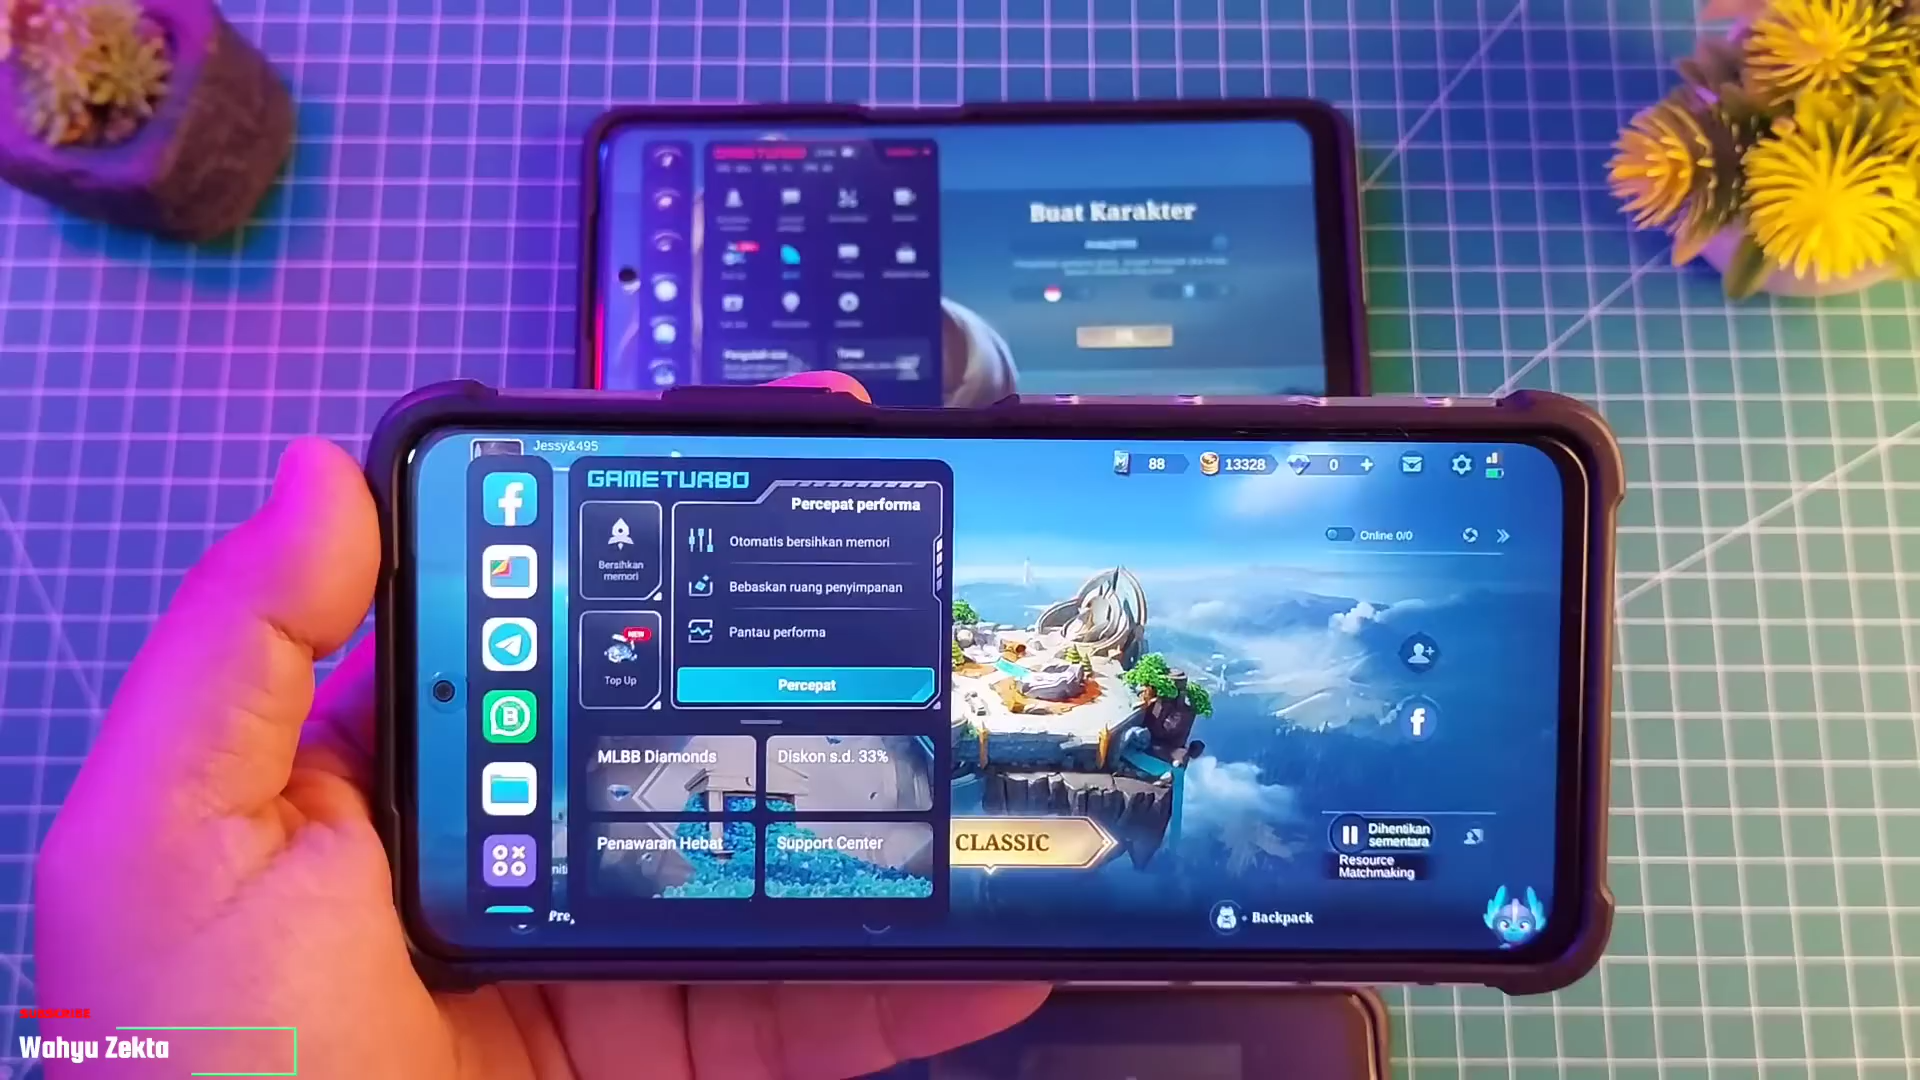 GAMETURBO
Buat Karakter
Jessy&495
88
13328
0
GAMETURBO
Percepat performa
Bersihkan
memori
Otomatis bersihkan memori
Bebaskan ruang penyimpanan
NEW
Top Up
Pantau performa
Percepat
Online 0/0
MLBB Diamonds
Diskon s.d. 33%
Penawaran Hebat
Support Center
CLASSIC
Dihentikan
sementara
Resource
Matchmaking
Backpack
SUBSCRIBE
Wahyu Zekta